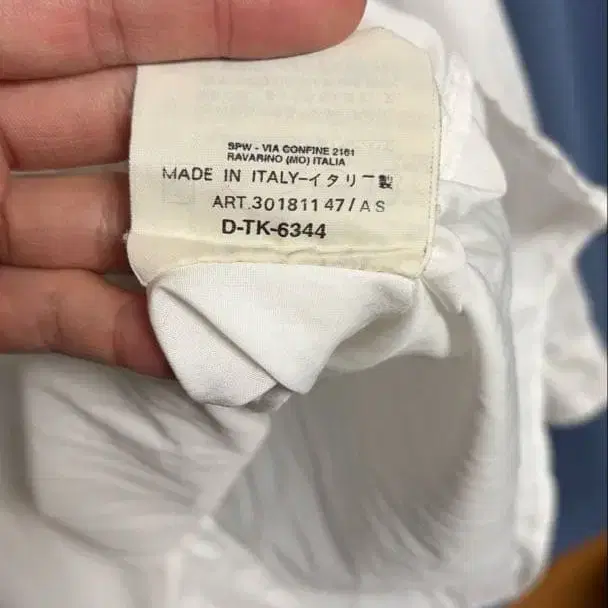 SPW - VIA CONFINE 2161
RAVARINO (MO) ITALIA
MADE IN ITALY-イタリー製
ART.30181147/AS
D-TK-6344